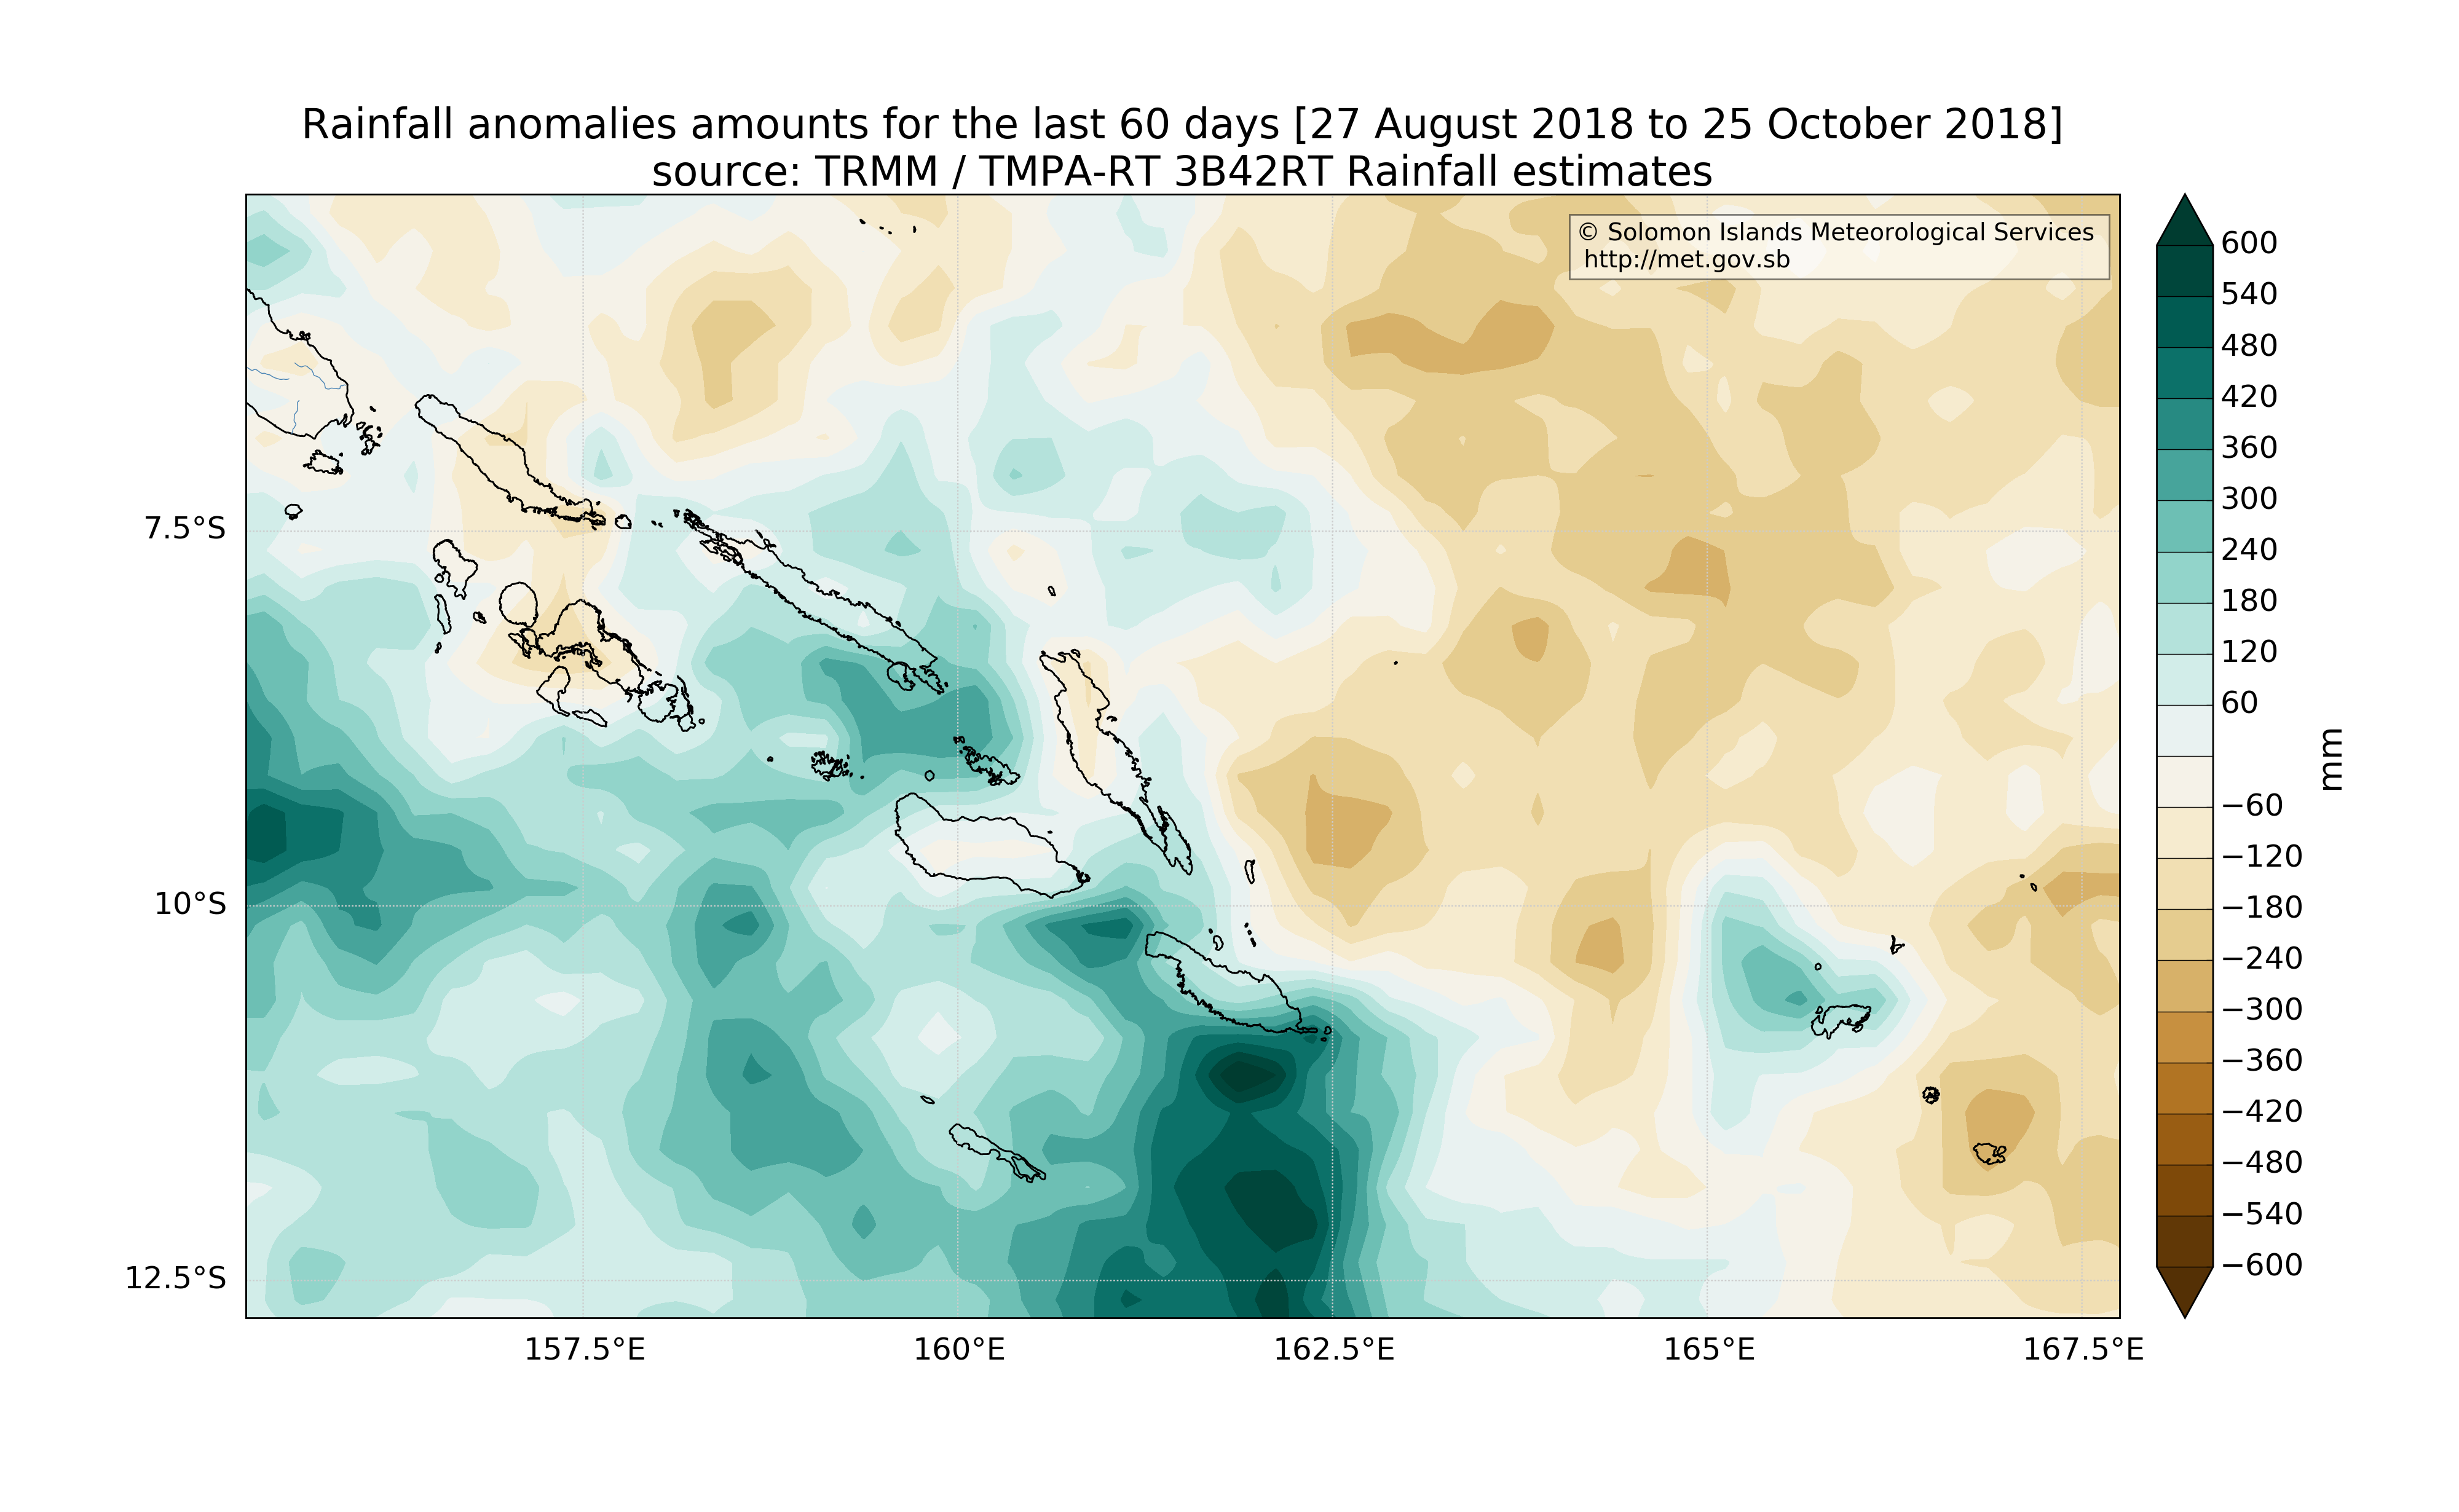 Rainfall anomalies amounts for the last 60 days [27 August 2018 to 25 October 2018]
source: TRMM / TMPA-RT 3B42RT Rainfall estimates
© Solomon Islands Meteorological Services
http://met.gov.sb
7.5°S
10°S
12.5°S
157.5°E
160°E
162.5°E
165°E
167.5°E
600
540
480
420
360
300
240
180
120
60
−60
−120
−180
−240
−300
−360
−420
−480
−540
−600
mm